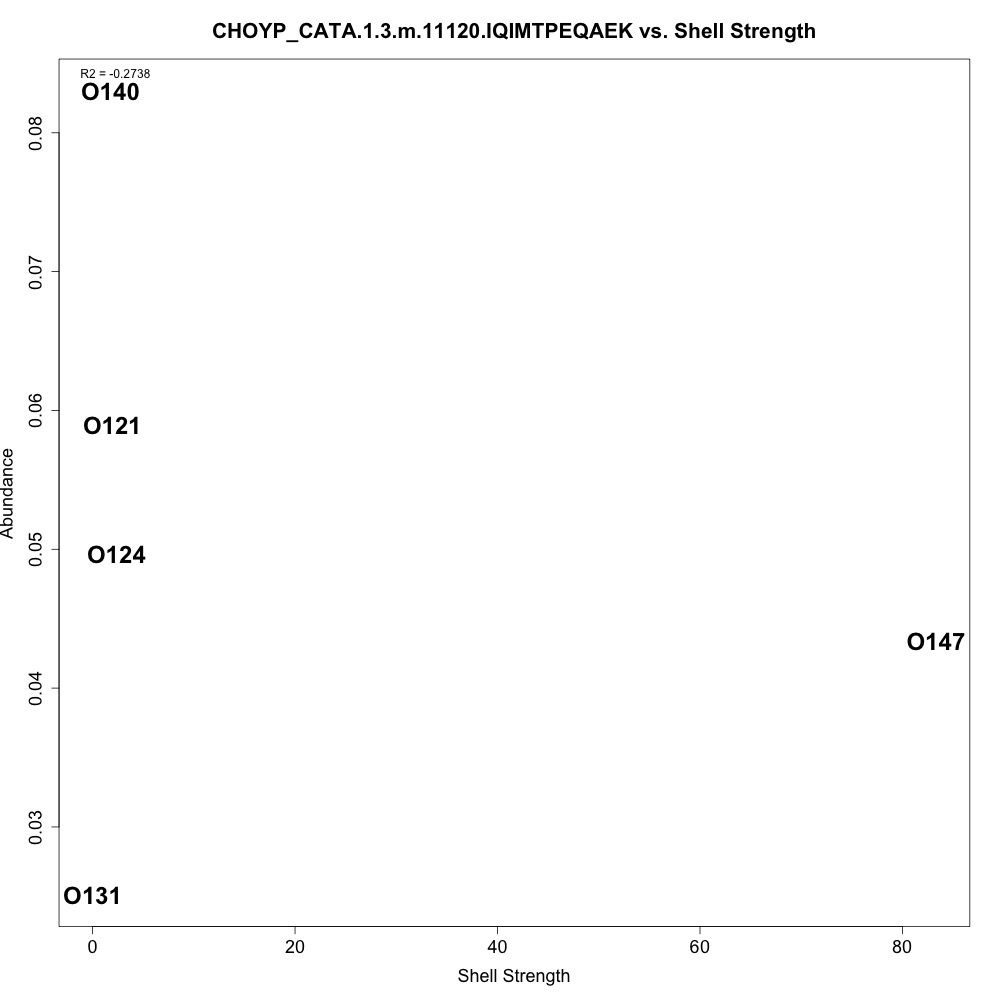 CHOYP_CATA.1.3.m.11120.IQIMTPEQAEK vs. Shell Strength
R2 = -0.2738
O140
0.08
0.07
0.06
O121
Abundance
0.05
O124
O147
0.04
0.03
O131
0 20 40 60 80
Shell Strength